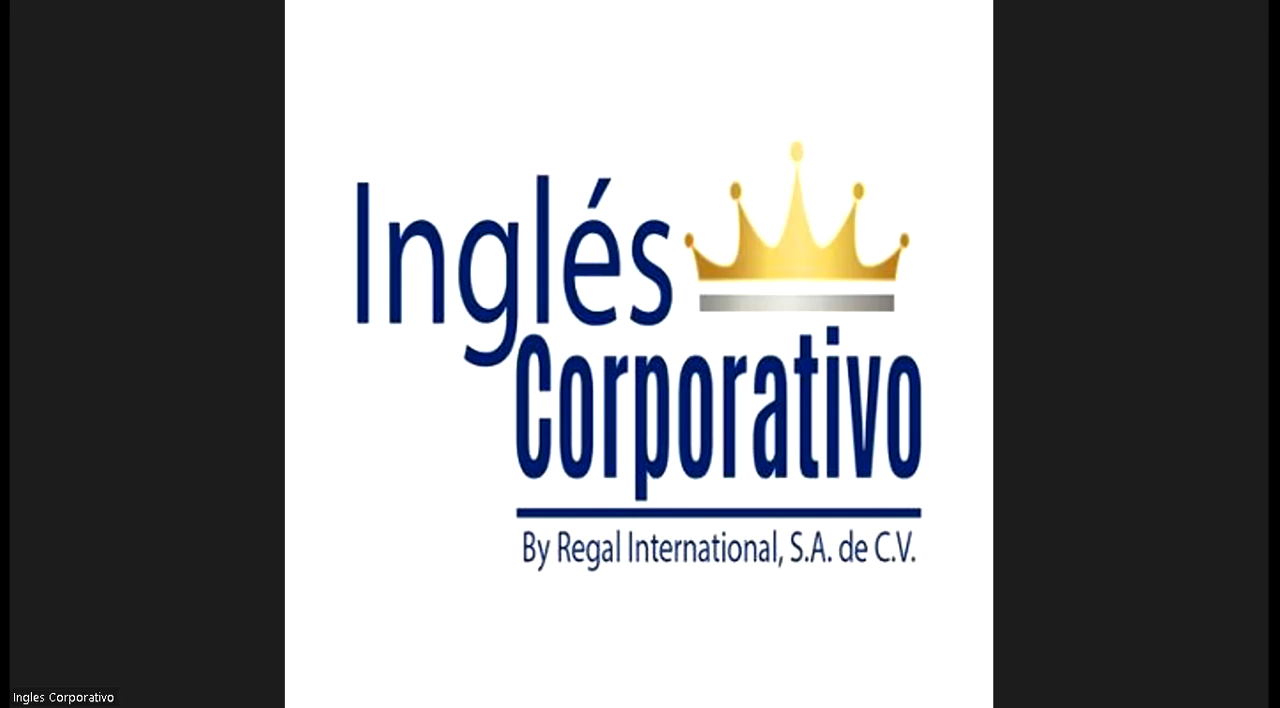 Inglés
Corporativo
By Regal International, S.A. de C.V.
Ingles Corporativo